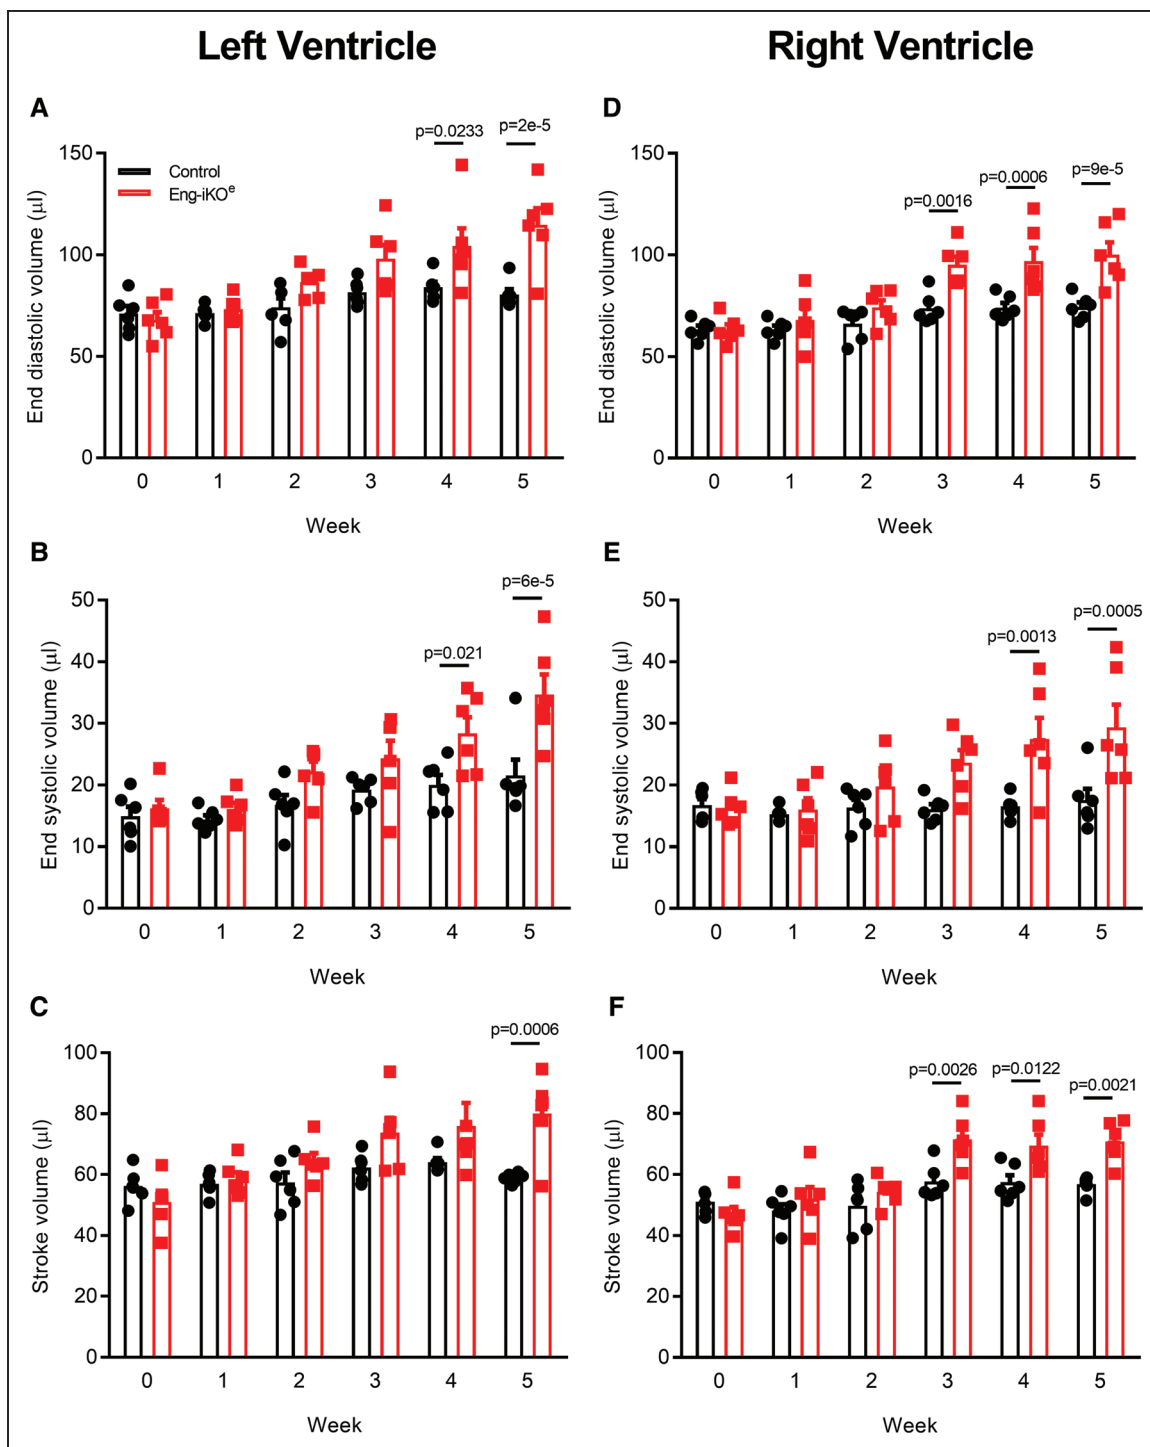 Left Ventricle
Right Ventricle
A
p=0.0233
p=2e-5
150
100
50
0
End diastolic volume (µl)
Control
Eng-iKOᵉ
0 1 2 3 4 5
Week
D
p=0.0016
p=0.0006
p=9e-5
150
100
50
0
End diastolic volume (µl)
0 1 2 3 4 5
Week
B
p=0.021
p=6e-5
50
40
30
20
10
0
End systolic volume (µl)
0 1 2 3 4 5
Week
E
p=0.0013
p=0.0005
50
40
30
20
10
0
End systolic volume (µl)
0 1 2 3 4 5
Week
C
p=0.0006
100
80
60
40
20
0
Stroke volume (µl)
0 1 2 3 4 5
Week
F
p=0.0026
p=0.0122
p=0.0021
100
80
60
40
20
0
Stroke volume (µl)
0 1 2 3 4 5
Week